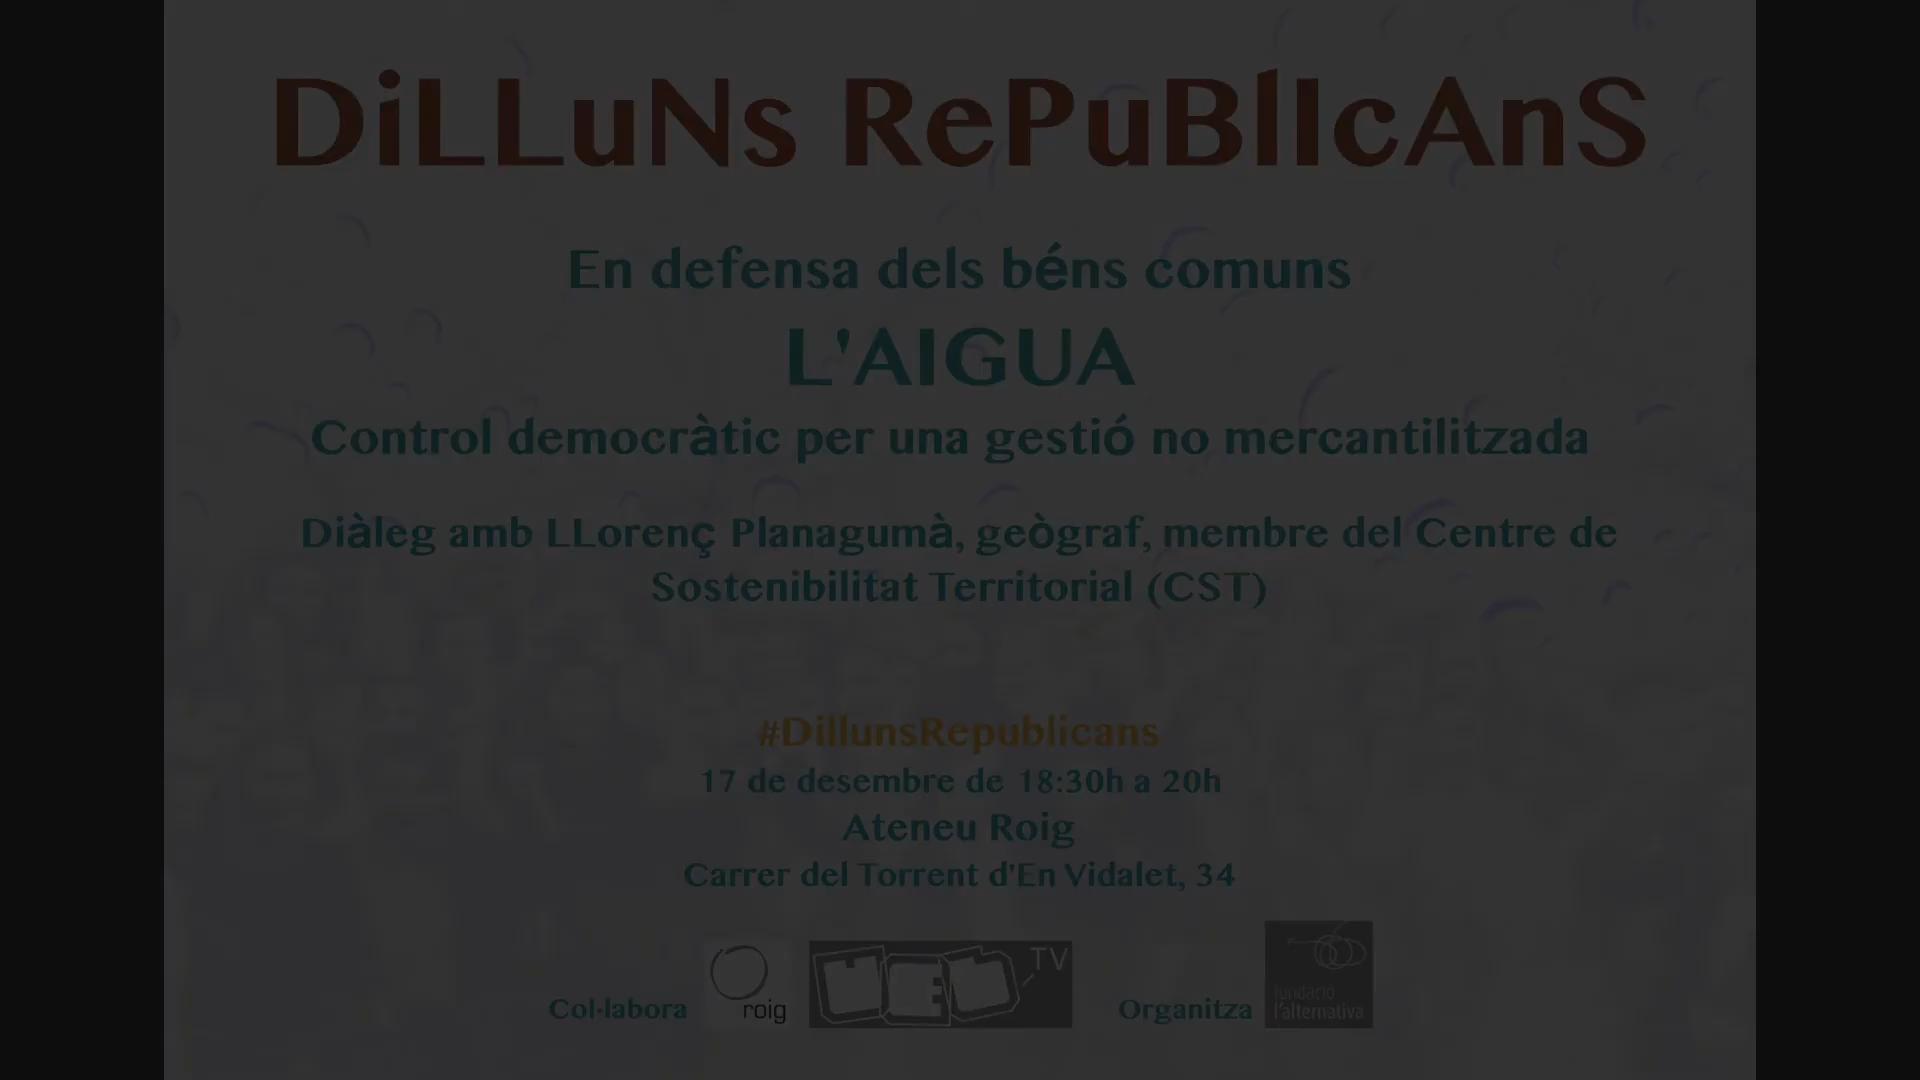 DiLLuNs RePuBlIcAnS
En defensa dels béns comuns
L'AIGUA
Control democràtic per una gestió no mercantilitzada
Diàleg amb LLorenç Planagumà, geògraf, membre del Centre de
Sostenibilitat Territorial (CST)
#DillunsRepublicans
17 de desembre de 18:30h a 20h
Ateneu Roig
Carrer del Torrent d'En Vidalet, 34
Col·labora
roig
TV
Organitza
fundació
l'alternativa